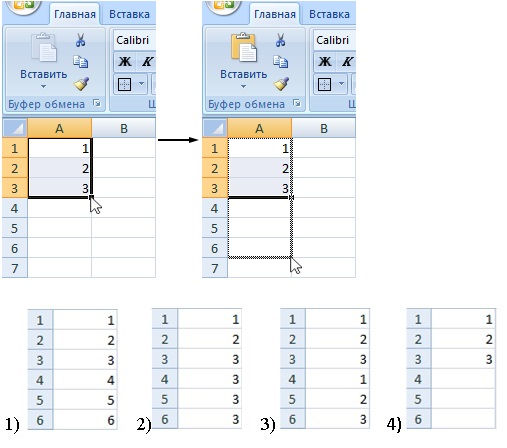 Главная Вставка Главная Вставка
Вставить Calibri Вставить Calibri
Ж К Ж К
Буфер обмена Ш Буфер обмена Ш
A B A B
1 1 1 1
2 2 2 2
3 3 3 3
4 4
5 5
6 6
7 7
1 1 1 1 1 1 1 1
2 2 2 2 2 2 2 2
3 3 3 3 3 3 3 3
4 4 4 3 4 1 4
5 5 5 3 5 2 5
1) 6 6 2) 6 3 3) 6 3 4) 6